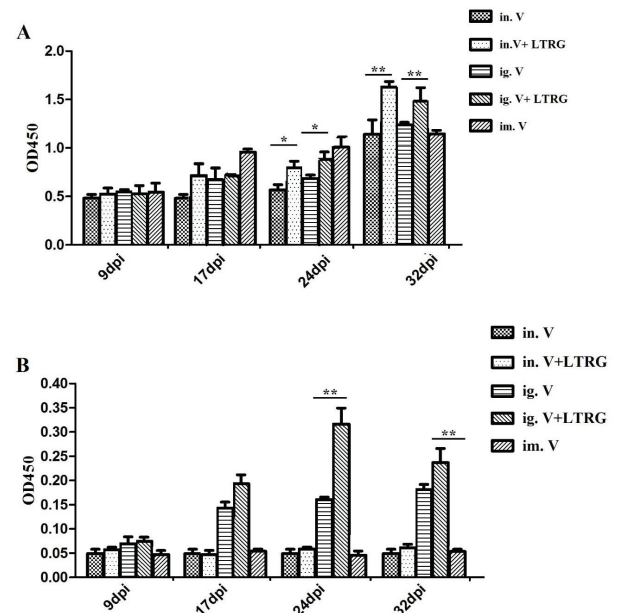 A
in. V
in.V+ LTRG
ig. V
ig. V+ LTRG
im. V
OD450
2.0
1.5
1.0
0.5
0.0
*
*
**
**
9dpi
17dpi
24dpi
32dpi
B
in. V
in. V+LTRG
ig. V
ig. V+LTRG
im. V
OD450
0.40
0.35
0.30
0.25
0.20
0.15
0.10
0.05
0.00
**
**
9dpi
17dpi
24dpi
32dpi